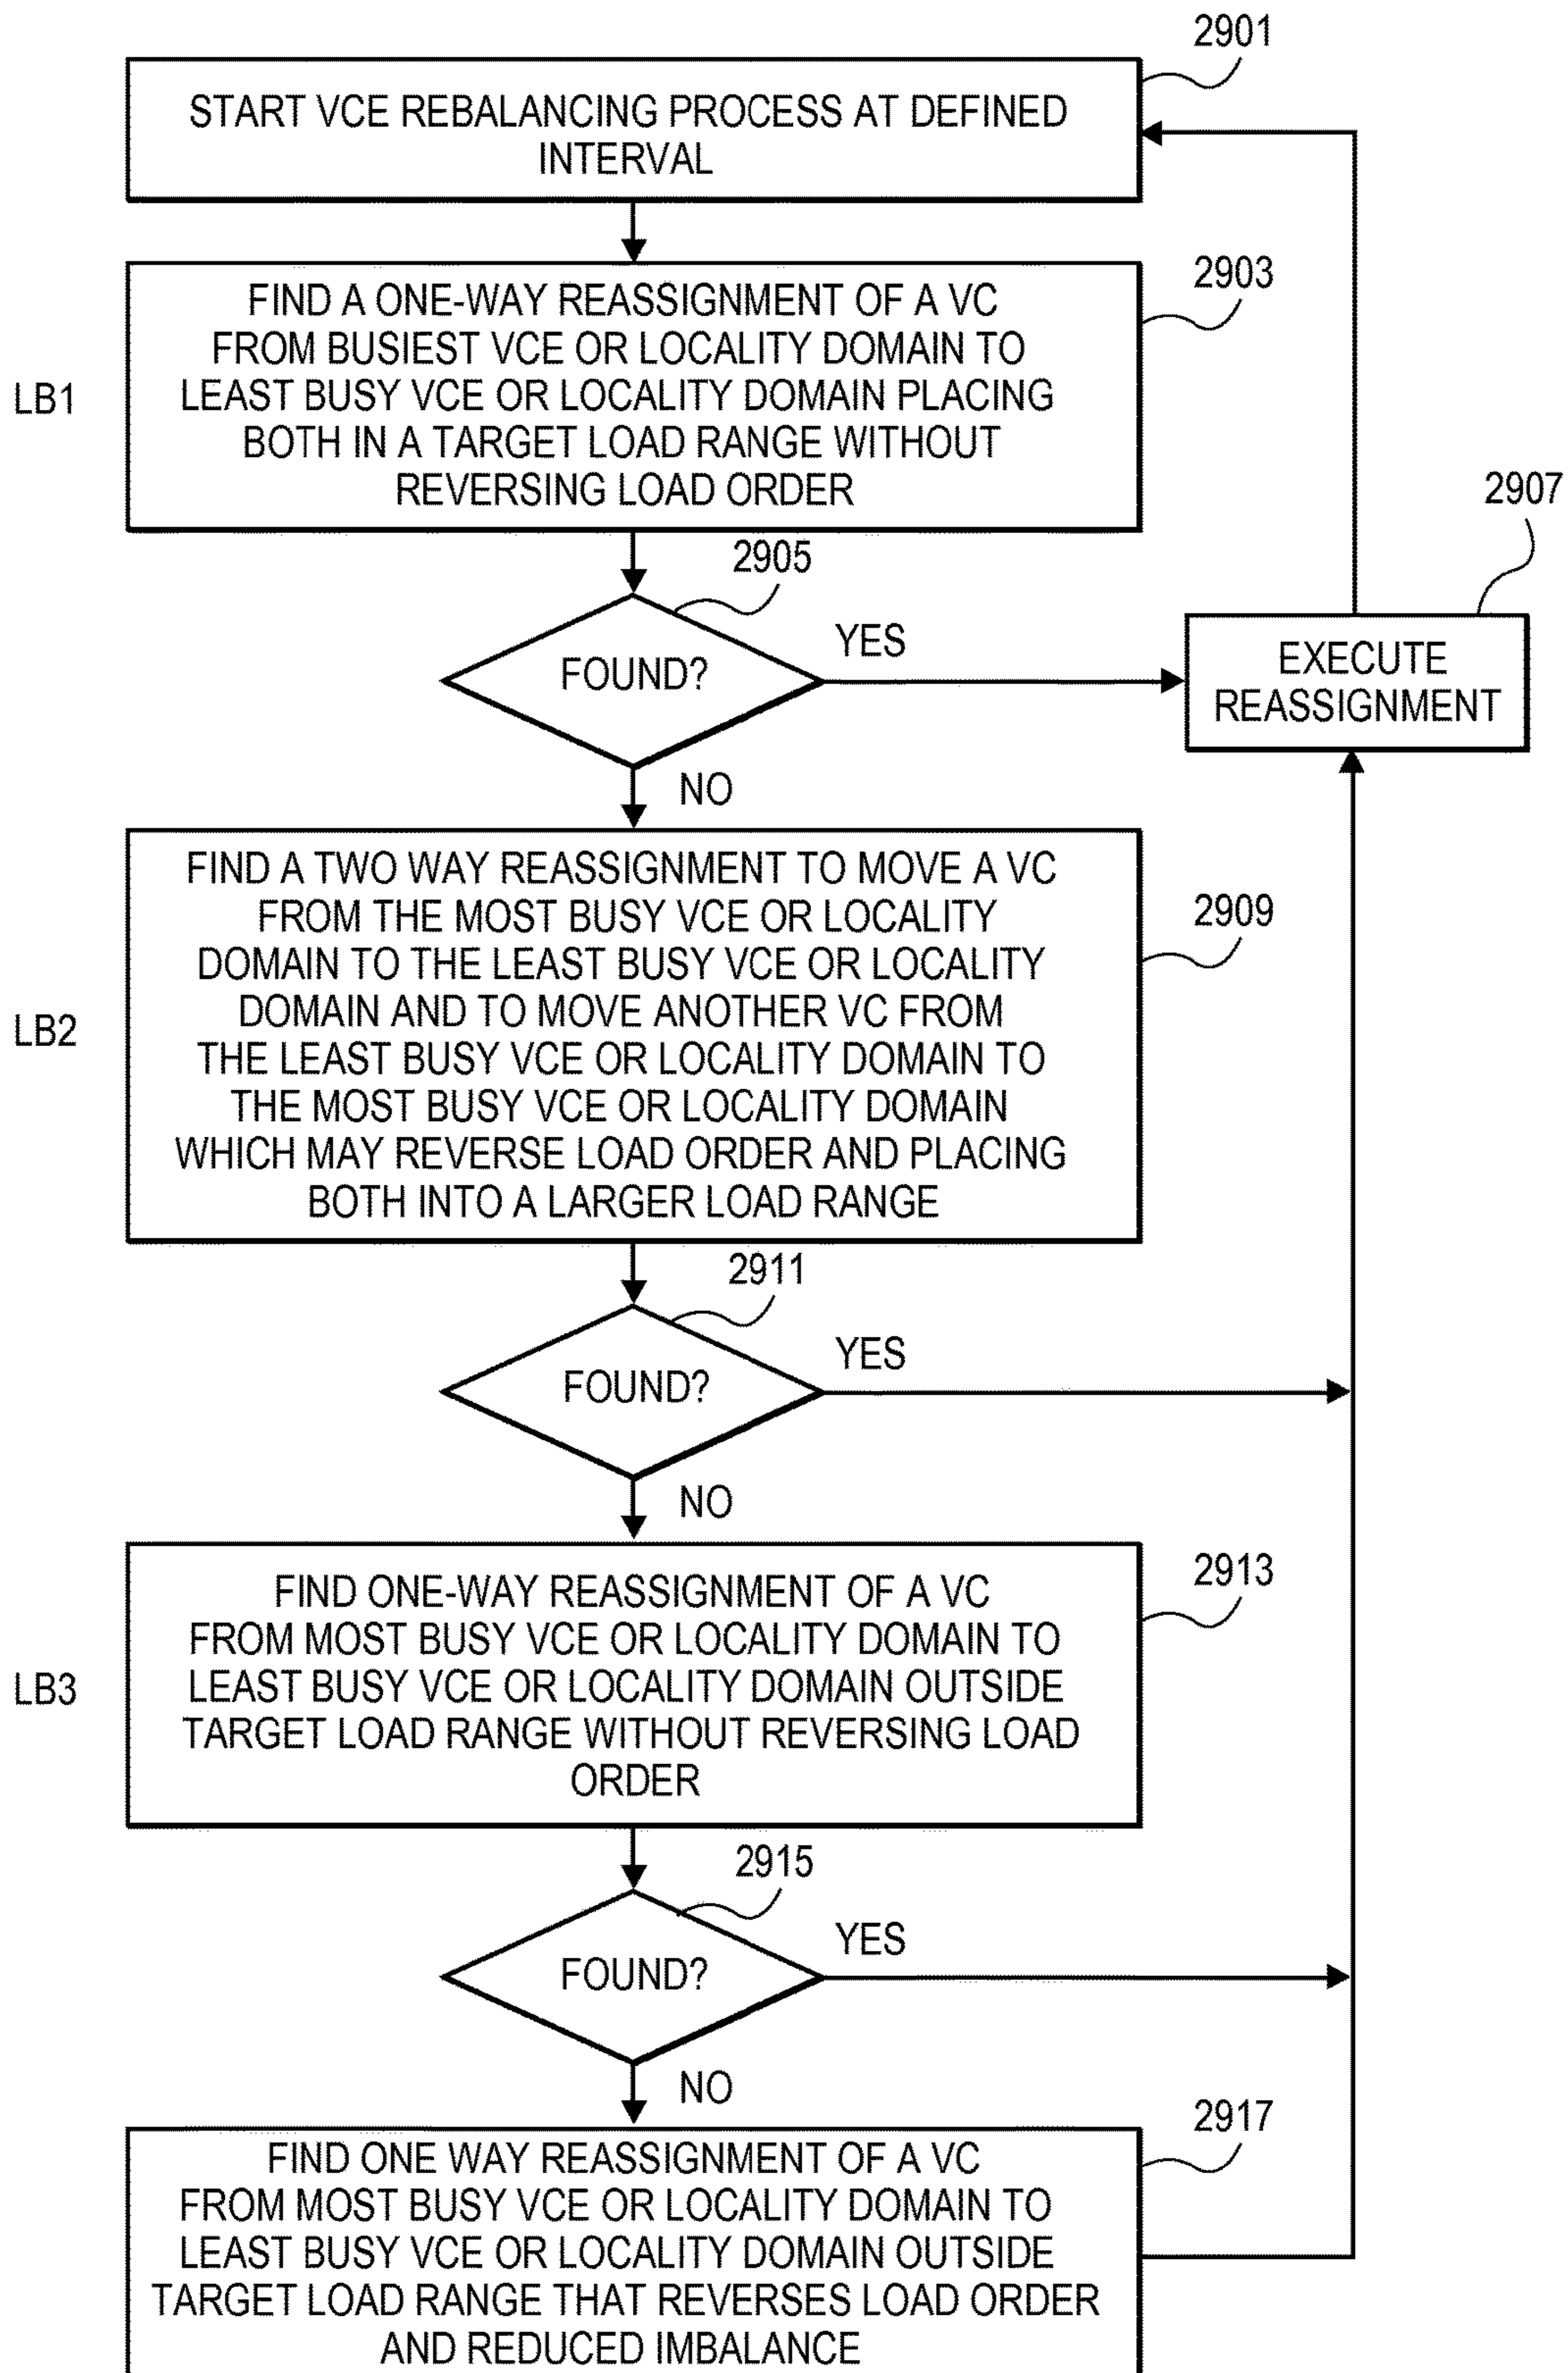 2901
START VCE REBALANCING PROCESS AT DEFINED
INTERVAL
2903
FIND A ONE-WAY REASSIGNMENT OF A VC
FROM BUSIEST VCE OR LOCALITY DOMAIN TO
LEAST BUSY VCE OR LOCALITY DOMAIN PLACING
BOTH IN A TARGET LOAD RANGE WITHOUT
REVERSING LOAD ORDER
LB1
2905
FOUND?
YES
2907
EXECUTE
REASSIGNMENT
NO
FIND A TWO WAY REASSIGNMENT TO MOVE A VC
FROM THE MOST BUSY VCE OR LOCALITY
DOMAIN TO THE LEAST BUSY VCE OR LOCALITY
DOMAIN AND TO MOVE ANOTHER VC FROM
THE LEAST BUSY VCE OR LOCALITY DOMAIN TO
THE MOST BUSY VCE OR LOCALITY DOMAIN
WHICH MAY REVERSE LOAD ORDER AND PLACING
BOTH INTO A LARGER LOAD RANGE
2909
LB2
2911
FOUND?
YES
NO
2913
FIND ONE-WAY REASSIGNMENT OF A VC
FROM MOST BUSY VCE OR LOCALITY DOMAIN TO
LEAST BUSY VCE OR LOCALITY DOMAIN OUTSIDE
TARGET LOAD RANGE WITHOUT REVERSING LOAD
ORDER
LB3
2915
FOUND?
YES
NO
2917
FIND ONE WAY REASSIGNMENT OF A VC
FROM MOST BUSY VCE OR LOCALITY DOMAIN TO
LEAST BUSY VCE OR LOCALITY DOMAIN OUTSIDE
TARGET LOAD RANGE THAT REVERSES LOAD ORDER
AND REDUCED IMBALANCE